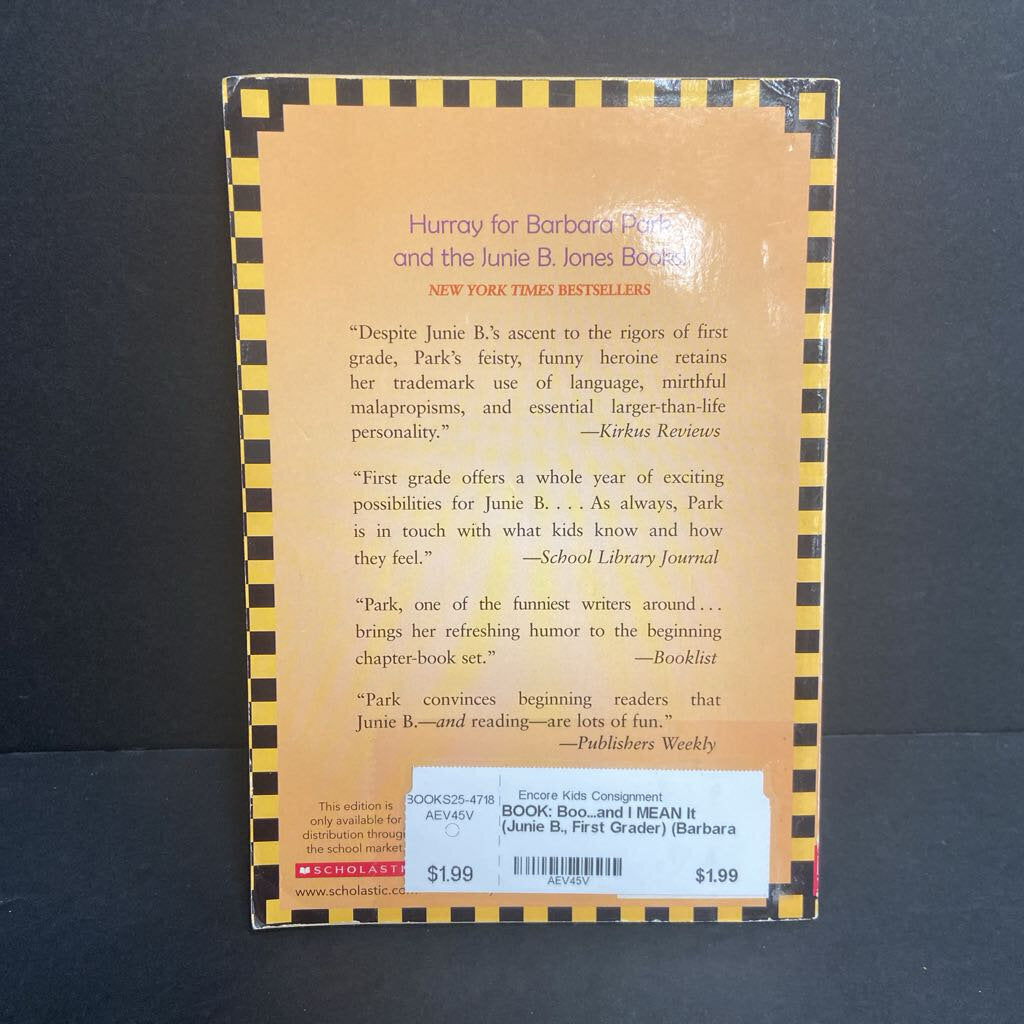 Hurray for Barbara Park
and the Junie B. Jones Books!
NEW YORK TIMES BESTSELLERS
“Despite Junie B.’s ascent to the rigors of first
grade, Park’s feisty, funny heroine retains
her trademark use of language, mirthful
malapropisms, and essential larger-than-life
personality.” —Kirkus Reviews
“First grade offers a whole year of exciting
possibilities for Junie B. . . . As always, Park
is in touch with what kids know and how
they feel.” —School Library Journal
“Park, one of the funniest writers around . . .
brings her refreshing humor to the beginning
chapter-book set.” —Booklist
“Park convinces beginning readers that
Junie B.—and reading—are lots of fun.”
—Publishers Weekly
This edition is
only available for
distribution through
the school market.
SCHOLAST
www.scholastic.co
BOOKS25-4718
AEV45V
$1.99
Encore Kids Consignment
BOOK: Boo...and I MEAN It
(Junie B., First Grader) (Barbara
AEV45V
$1.99